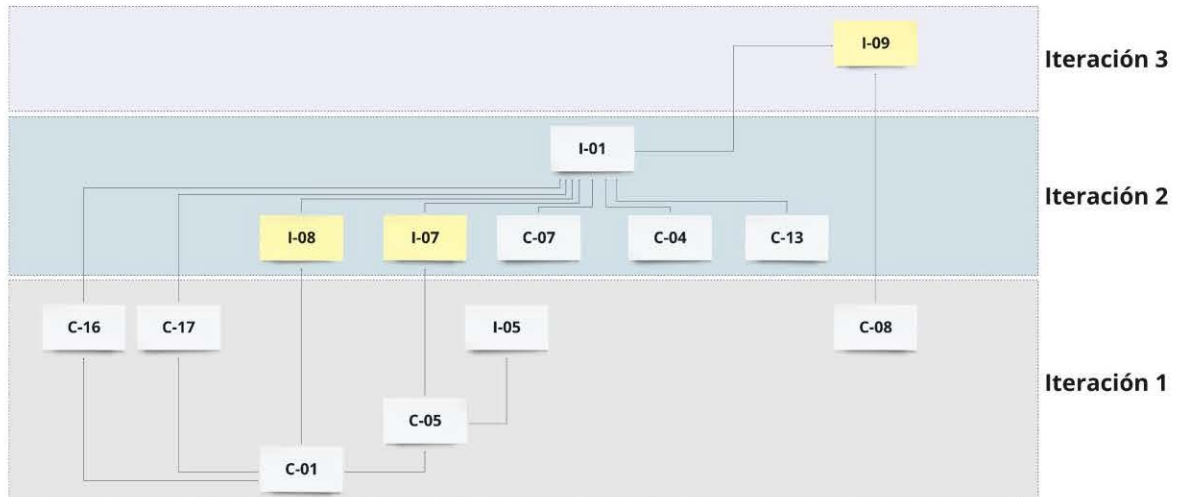 I-09
Iteración 3
I-01
Iteración 2
I-08
I-07
C-07
C-04
C-13
C-16
C-17
I-05
C-08
Iteración 1
C-05
C-01